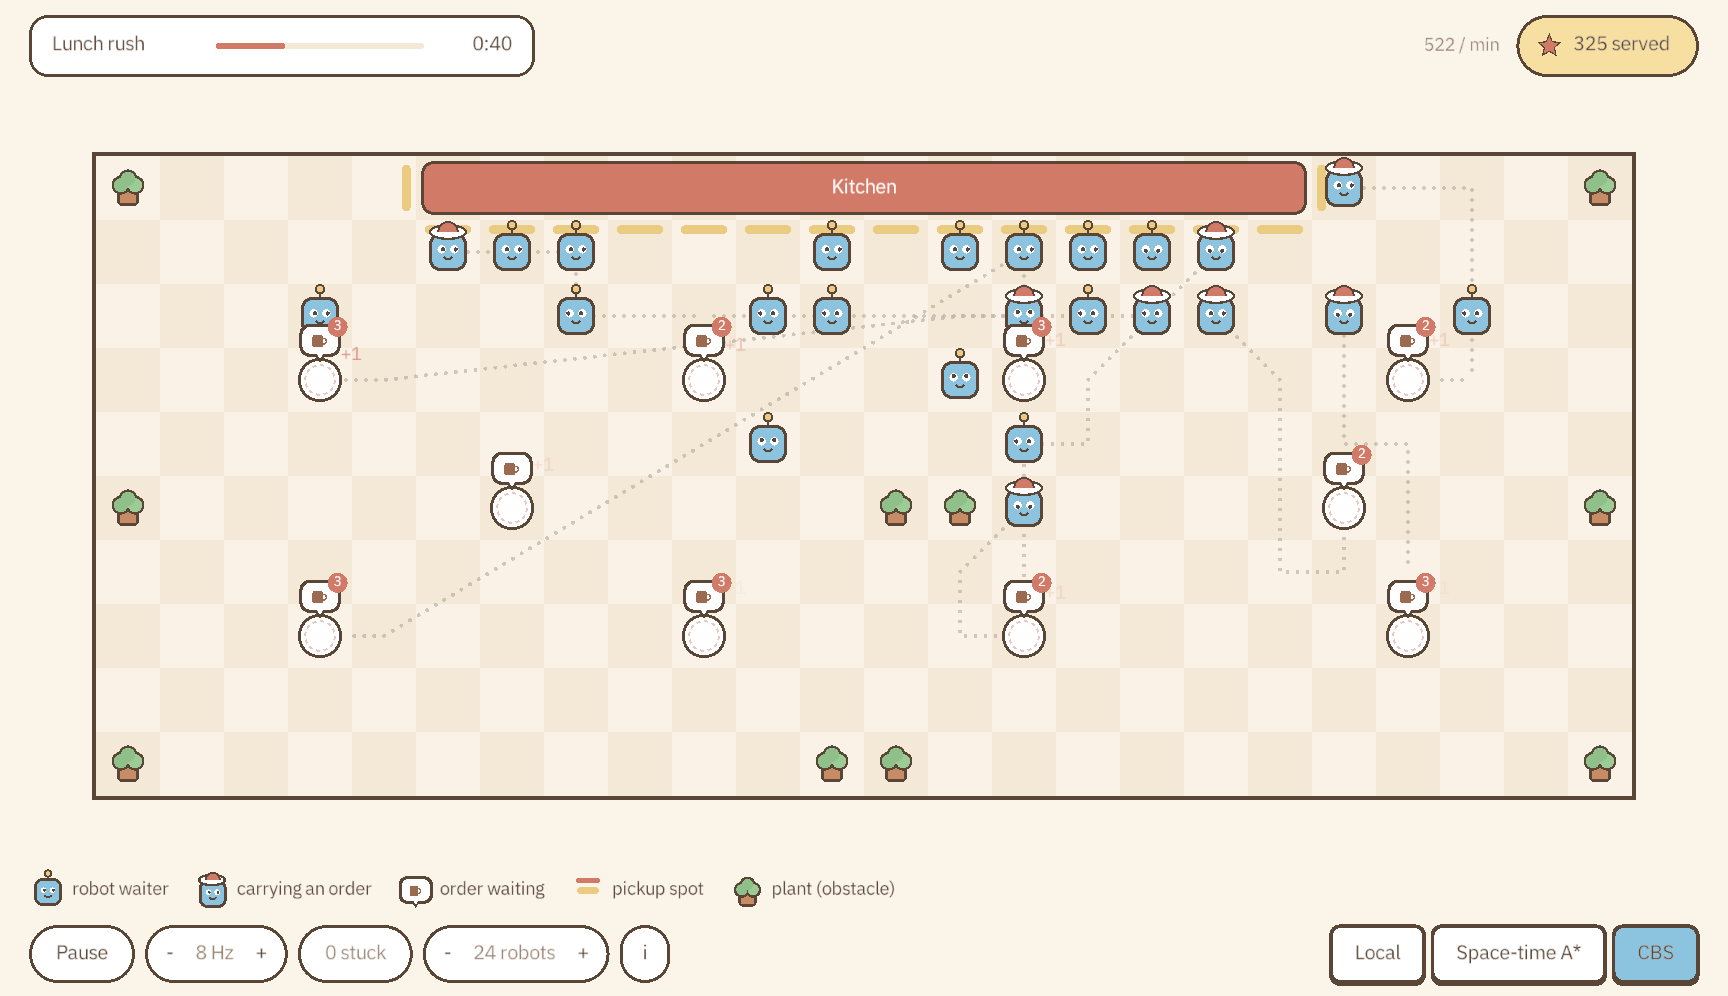 Lunch rush
0:40
522 / min
325 served
Kitchen
3
+1
2
+1
3
+1
2
+1
+1
2
3
3
2
+1
3
robot waiter
carrying an order
order waiting
pickup spot
plant (obstacle)
Pause
- 8 Hz +
0 stuck
- 24 robots +
i
Local
Space-time A*
CBS